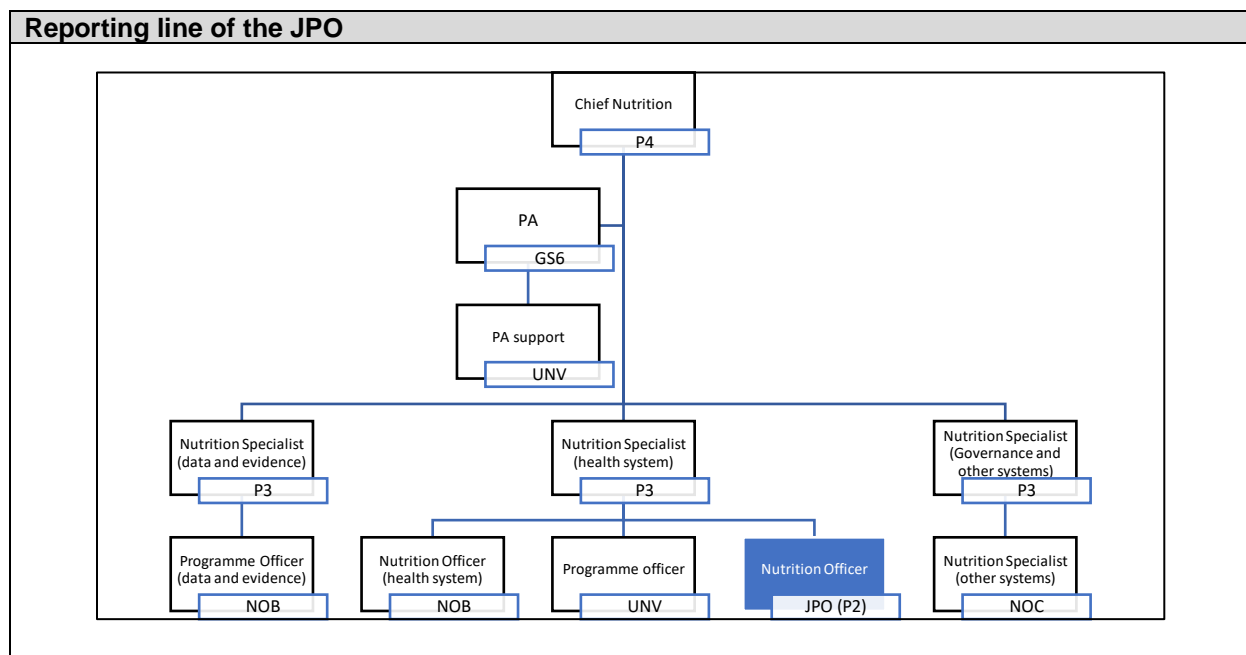 Reporting line of the JPO
Chief Nutrition
P4
PA
GS6
PA support
UNV
Nutrition Specialist
(data and evidence)
P3
Nutrition Specialist
(health system)
P3
Nutrition Specialist
(Governance and
other systems)
P3
Programme Officer
(data and evidence)
NOB
Nutrition Officer
(health system)
NOB
Programme officer
UNV
Nutrition Officer
JPO (P2)
Nutrition Specialist
(other systems)
NOC